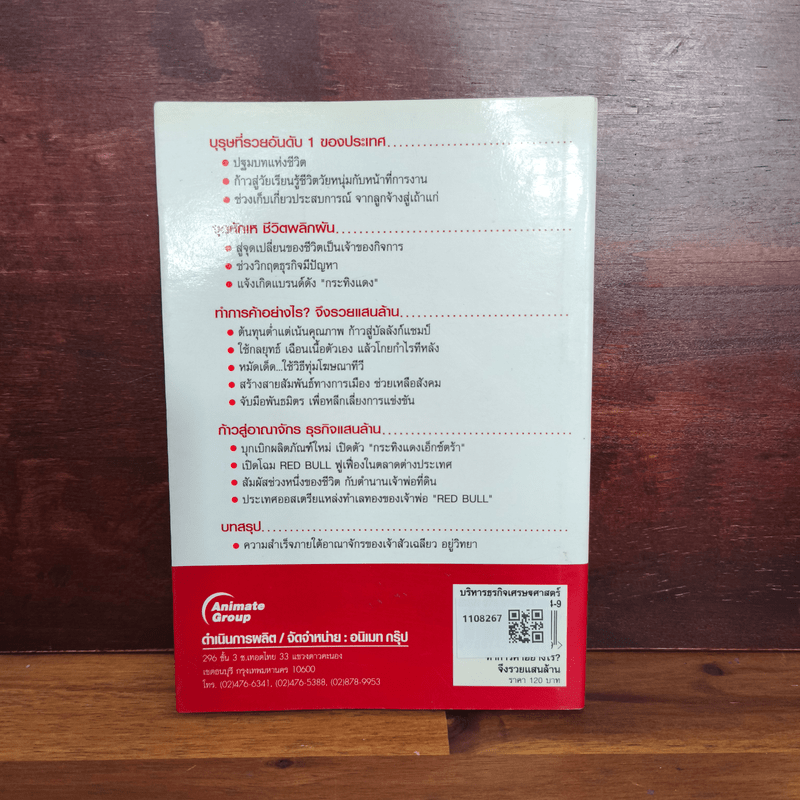 บุรุษที่รวยอันดับ 1 ของประเทศ
ปฐมบทแห่งชีวิต
ก้าวสู่วัยเรียนรู้ชีวิตวัยหนุ่มกับหน้าที่การงาน
ช่วงเก็บเกี่ยวประสบการณ์ จากลูกจ้างสู่เถ้าแก่
ชีวิตพลิกผัน
สู่จุดเปลี่ยนของชีวิตเป็นเจ้าของกิจการ
ช่วงวิกฤตธุรกิจมีปัญหา
แจ้งเกิดแบรนด์ดัง "กระทิงแดง"
ทำการค้าอย่างไร? จึงรวยแสนล้าน
ต้นทุนต่ำแต่เน้นคุณภาพ ก้าวสู่บัลลังก์แชมป์
ใช้กลยุทธ์ เฉือนเนื้อตัวเอง แล้วโกยกำไรทีหลัง
หมัดเด็ด...ใช้วิธีทุ่มโฆษณาทีวี
สร้างสายสัมพันธ์ทางการเมือง ช่วยเหลือสังคม
จับมือพันธมิตร เพื่อหลีกเลี่ยงการแข่งขัน
ก้าวสู่อาณาจักร ธุรกิจแสนล้าน
บุกเบิกผลิตภัณฑ์ใหม่ เปิดตัว "กระทิงแดงเอ็กซ์ตร้า"
เปิดโฉม RED BULL ฟูเฟื่องในตลาดต่างประเทศ
สัมผัสช่วงหนึ่งของชีวิต กับตำนานเจ้าพ่อที่ดิน
ประเทศออสเตรียแหล่งทำเลทองของเจ้าพ่อ "RED BULL"
บทสรุป
ความสำเร็จภายใต้อาณาจักรของเจ้าสัวเฉลียว อยู่วิทยา
Animate
Group
ดำเนินการผลิต / จัดจำหน่าย : อนิเมท กรุ๊ป
296 ชั้น 3 ซ.เทอดไทย 33 แขวงดาวคะนอง
เขตธนบุรี กรุงเทพมหานคร 10600
โทร. (02)476-6341, (02)476-5388, (02)878-9953
บริหารธุรกิจเศรษฐศาสตร์
1108267
ทำการค้าอย่างไร?
จึงรวยแสนล้าน
ราคา 120 บาท